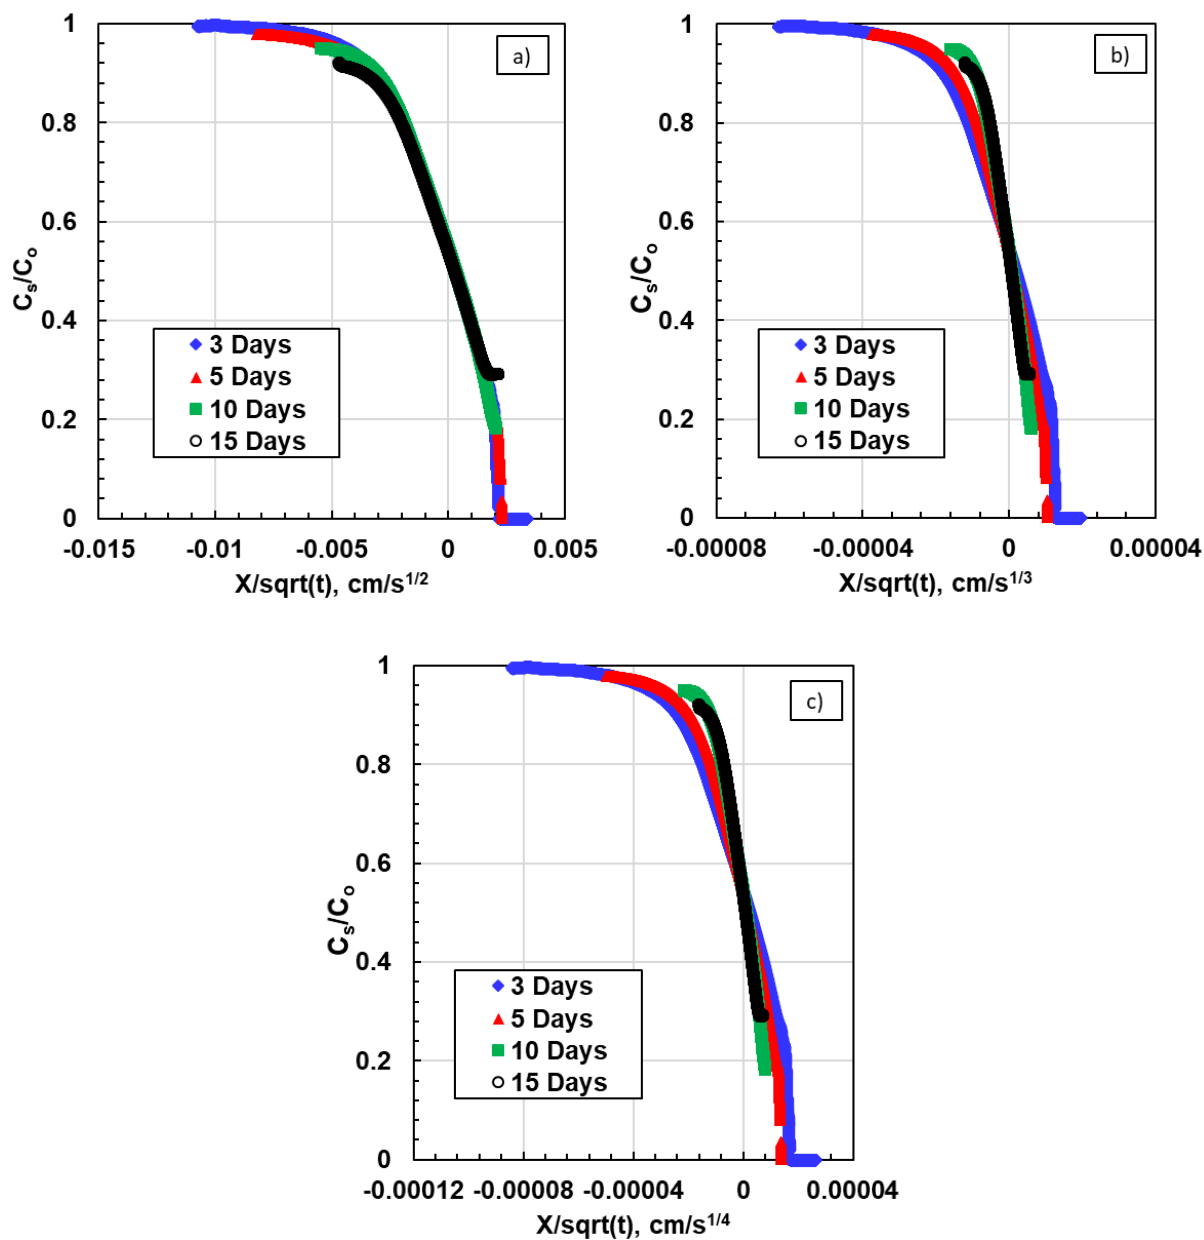 a)
1
0.8
0.6
0.4
0.2
0
Cₛ/Cₒ
3 Days
5 Days
10 Days
15 Days
-0.015 -0.01 -0.005 0 0.005
X/sqrt(t), cm/s^1/2
b)
1
0.8
0.6
0.4
0.2
0
Cₛ/Cₒ
3 Days
5 Days
10 Days
15 Days
-0.00008 -0.00004 0 0.00004
X/sqrt(t), cm/s^1/3
c)
1
0.8
0.6
0.4
0.2
0
Cₛ/Cₒ
3 Days
5 Days
10 Days
15 Days
-0.00012 -0.00008 -0.00004 0 0.00004
X/sqrt(t), cm/s^1/4